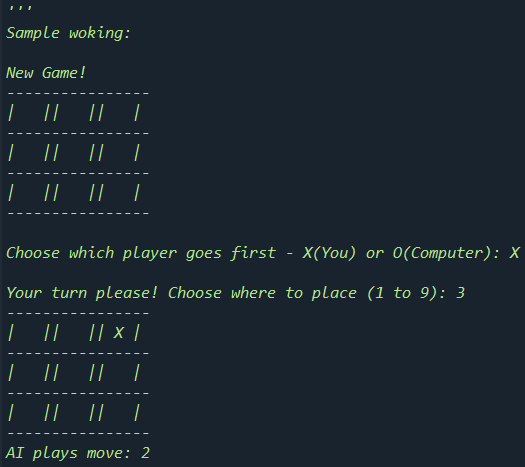 '''
Sample woking:
New Game!
----------------
|   ||   ||   |
----------------
|   ||   ||   |
----------------
|   ||   ||   |
----------------
Choose which player goes first - X(You) or O(Computer): X
Your turn please! Choose where to place (1 to 9): 3
----------------
|   ||   || X |
----------------
|   ||   ||   |
----------------
|   ||   ||   |
----------------
AI plays move: 2